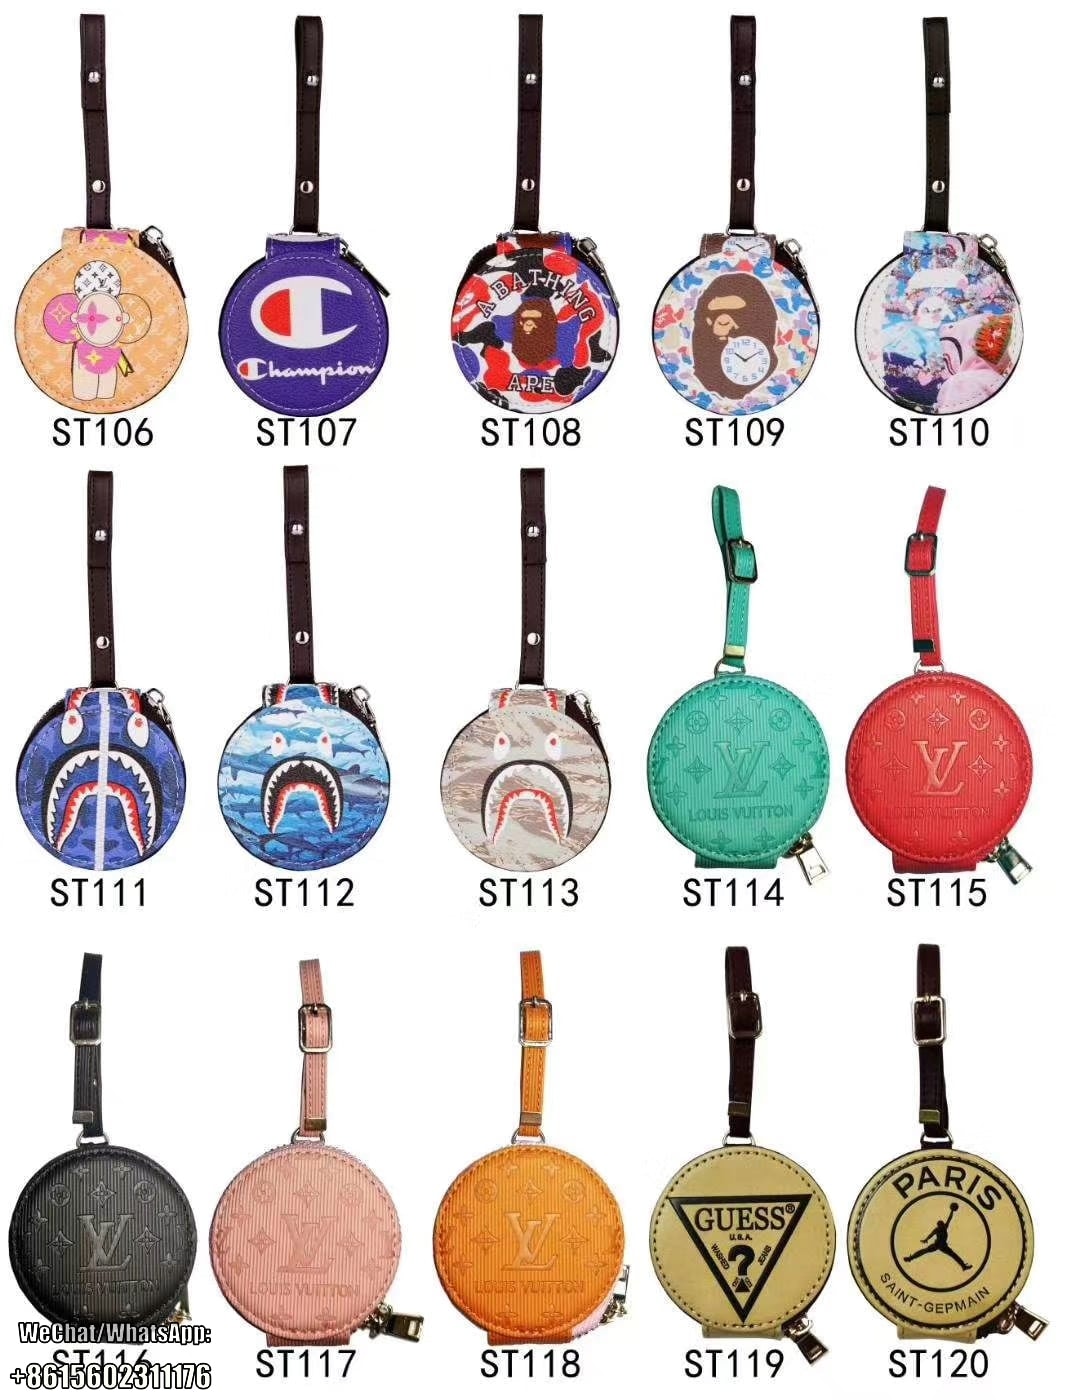 Champion
A BATHING
APE
ST106 ST107 ST108 ST109 ST110
LV
LOUIS VUITTON
LV
LOUIS VUITTON
ST111 ST112 ST113 ST114 ST115
LV
LOUIS VUITTON
LV
LOUIS VUITTON
LV
LOUIS VUITTON
GUESS®
U.S.A.
WASHED
?
JEANS
PARIS
SAINT-GEPMAIN
ST116 ST117 ST118 ST119 ST120
WeChat/WhatsApp:
+8615602311176